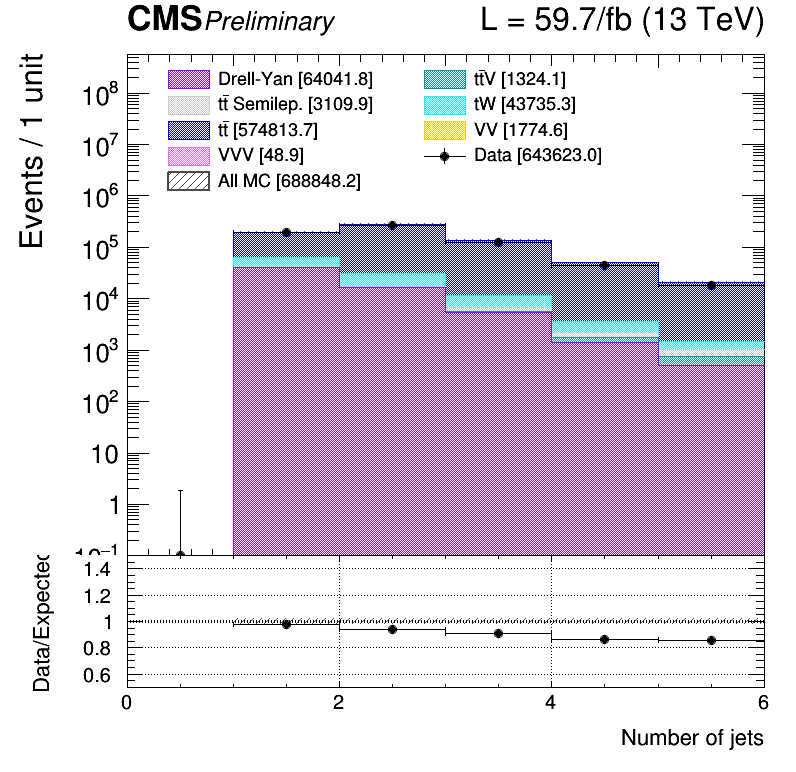 CMS Preliminary L = 59.7/fb (13 TeV)
Events / 1 unit
Drell-Yan [64041.8]
tt̄ Semilep. [3109.9]
tt̄ [574813.7]
VVV [48.9]
All MC [688848.2]
tt̄V [1324.1]
tW [43735.3]
VV [1774.6]
Data [643623.0]
10⁸
10⁷
10⁶
10⁵
10⁴
10³
10²
10
1
10⁻¹
Data/Expected
1.4
1.2
1
0.8
0.6
0 2 4 6
Number of jets